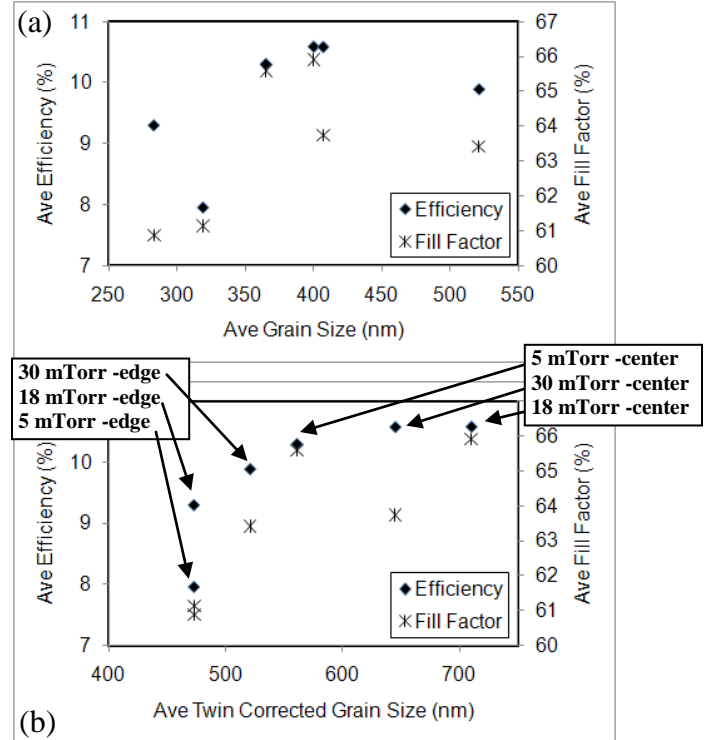 (a)
11
10
9
8
7
Ave Efficiency (%)
67
66
65
64
63
62
61
60
Ave Fill Factor (%)
Efficiency
Fill Factor
250 300 350 400 450 500 550
Ave Grain Size (nm)
30 mTorr -edge
18 mTorr -edge
5 mTorr -edge
5 mTorr -center
30 mTorr -center
18 mTorr -center
10
9
8
7
Ave Efficiency (%)
66
65
64
63
62
61
60
Ave Fill Factor (%)
Efficiency
Fill Factor
400 500 600 700
Ave Twin Corrected Grain Size (nm)
(b)